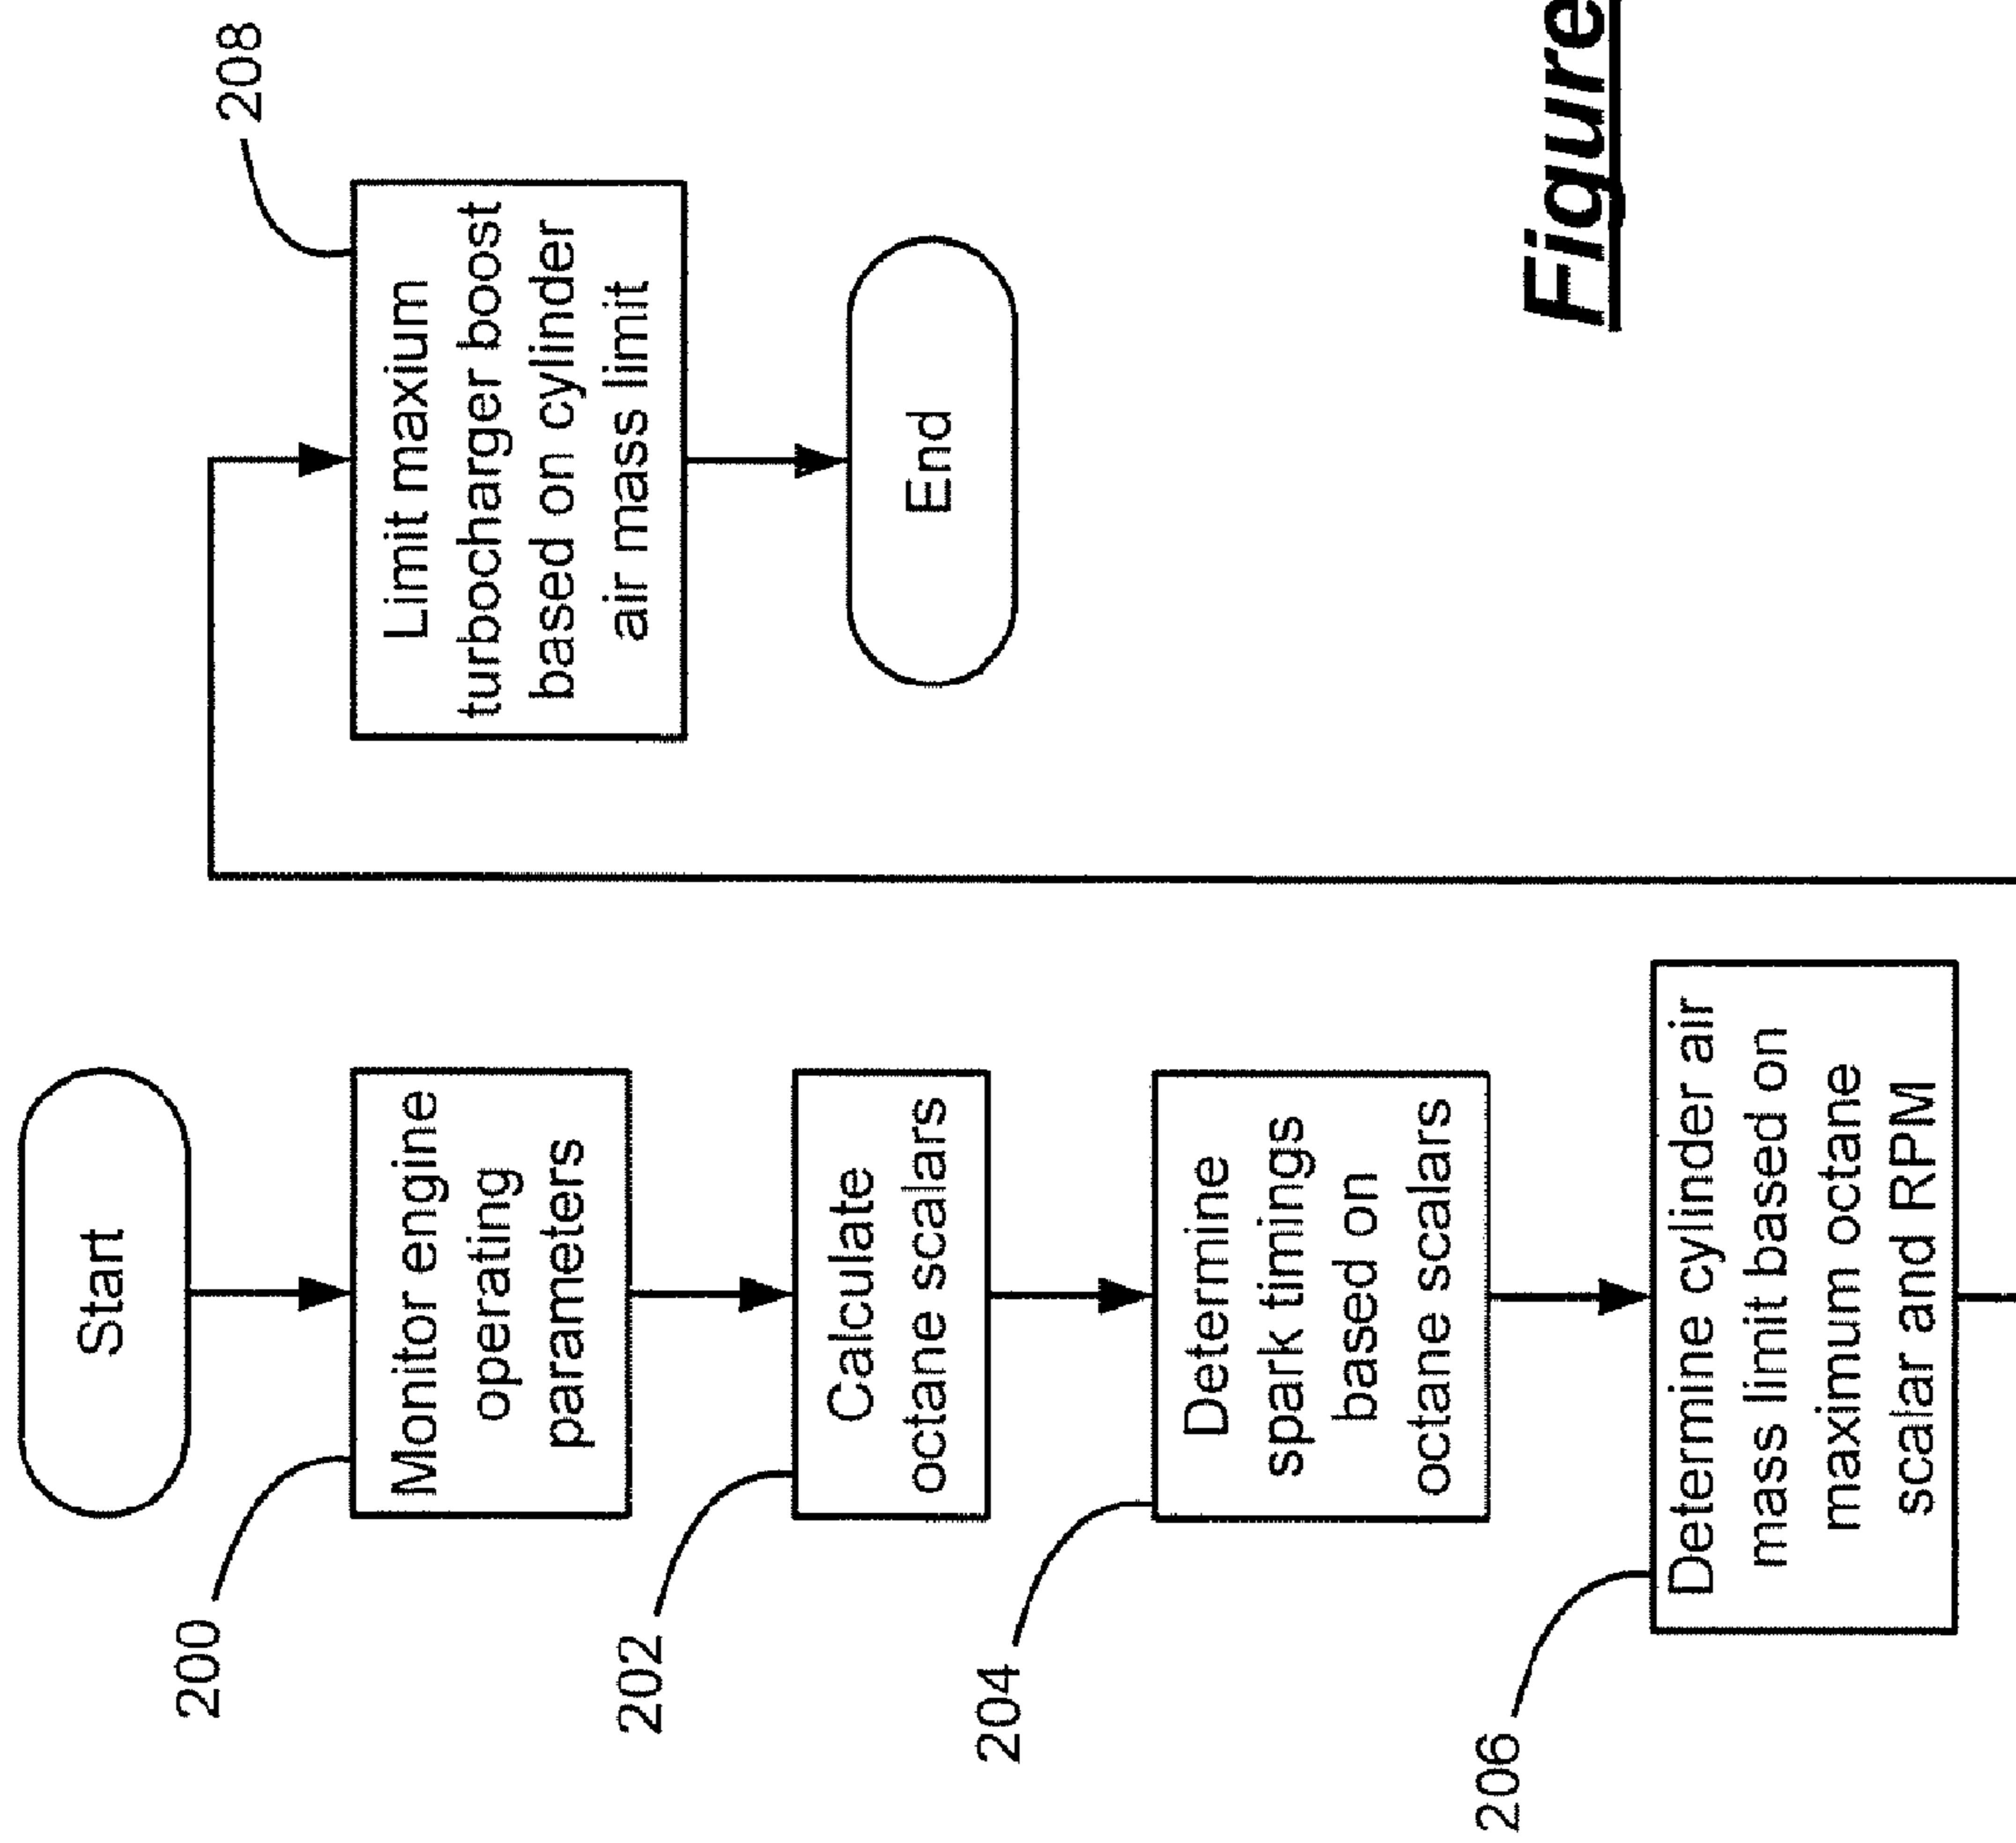 Start
200
Monitor engine
operating
parameters
202
Calculate
octane scalars
204
Determine
spark timings
based on
octane scalars
206
Determine cylinder air
mass limit based on
maximum octane
scalar and RPM
208
Limit maxium
turbocharger boost
based on cylinder
air mass limit
End
Figure